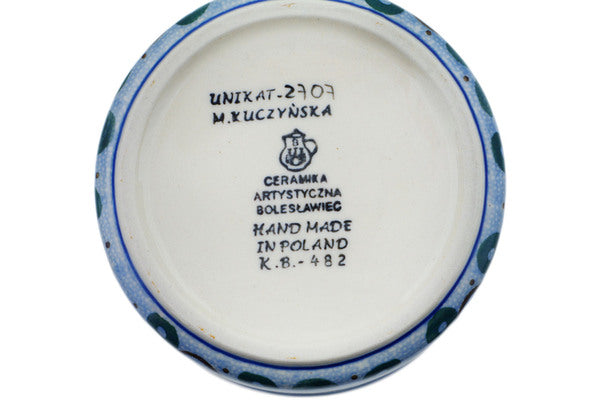 UNIKAT-2707
M.KUCZYŃSKA
B
CERAMIKA
ARTYSTYCZNA
BOLESŁAWIEC
HAND MADE
IN POLAND
K.B.-482